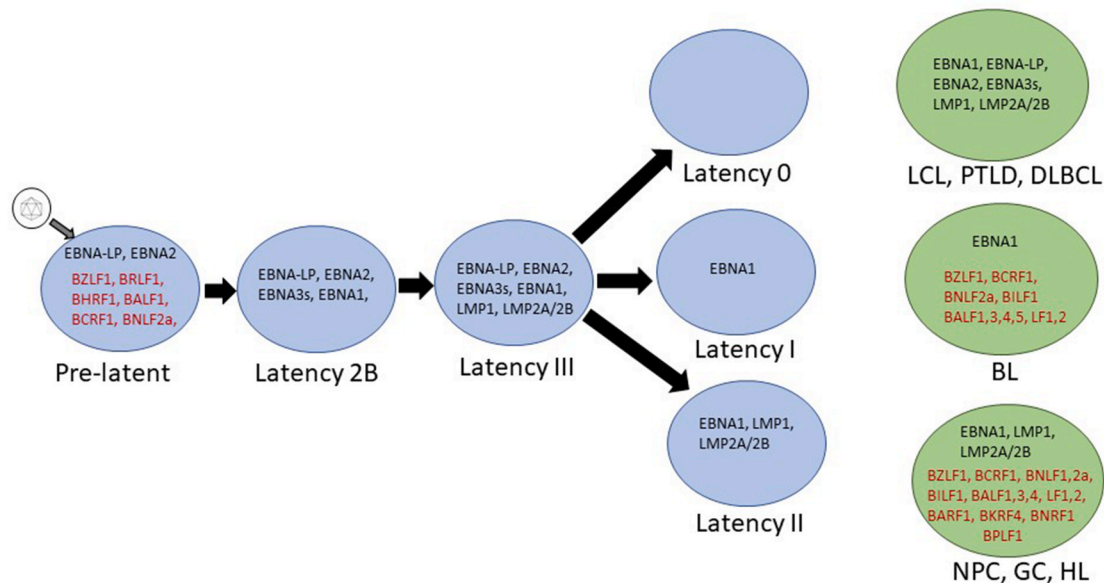 EBNA-LP, EBNA2
BZLF1, BRLF1,
BHRF1, BALF1,
BCRF1, BNLF2a,
Pre-latent
EBNA-LP, EBNA2,
EBNA3s, EBNA1,
Latency 2B
EBNA-LP, EBNA2,
EBNA3s, EBNA1,
LMP1, LMP2A/2B
Latency III
Latency 0
EBNA1
Latency I
EBNA1, LMP1,
LMP2A/2B
Latency II
EBNA1, EBNA-LP,
EBNA2, EBNA3s,
LMP1, LMP2A/2B
LCL, PTLD, DLBCL
EBNA1
BZLF1, BCRF1,
BNLF2a, BILF1
BALF1,3,4,5, LF1,2
BL
EBNA1, LMP1,
LMP2A/2B
BZLF1, BCRF1, BNLF1,2a,
BILF1, BALF1,3,4, LF1,2,
BARF1, BKRF4, BNRF1
BPLF1
NPC, GC, HL